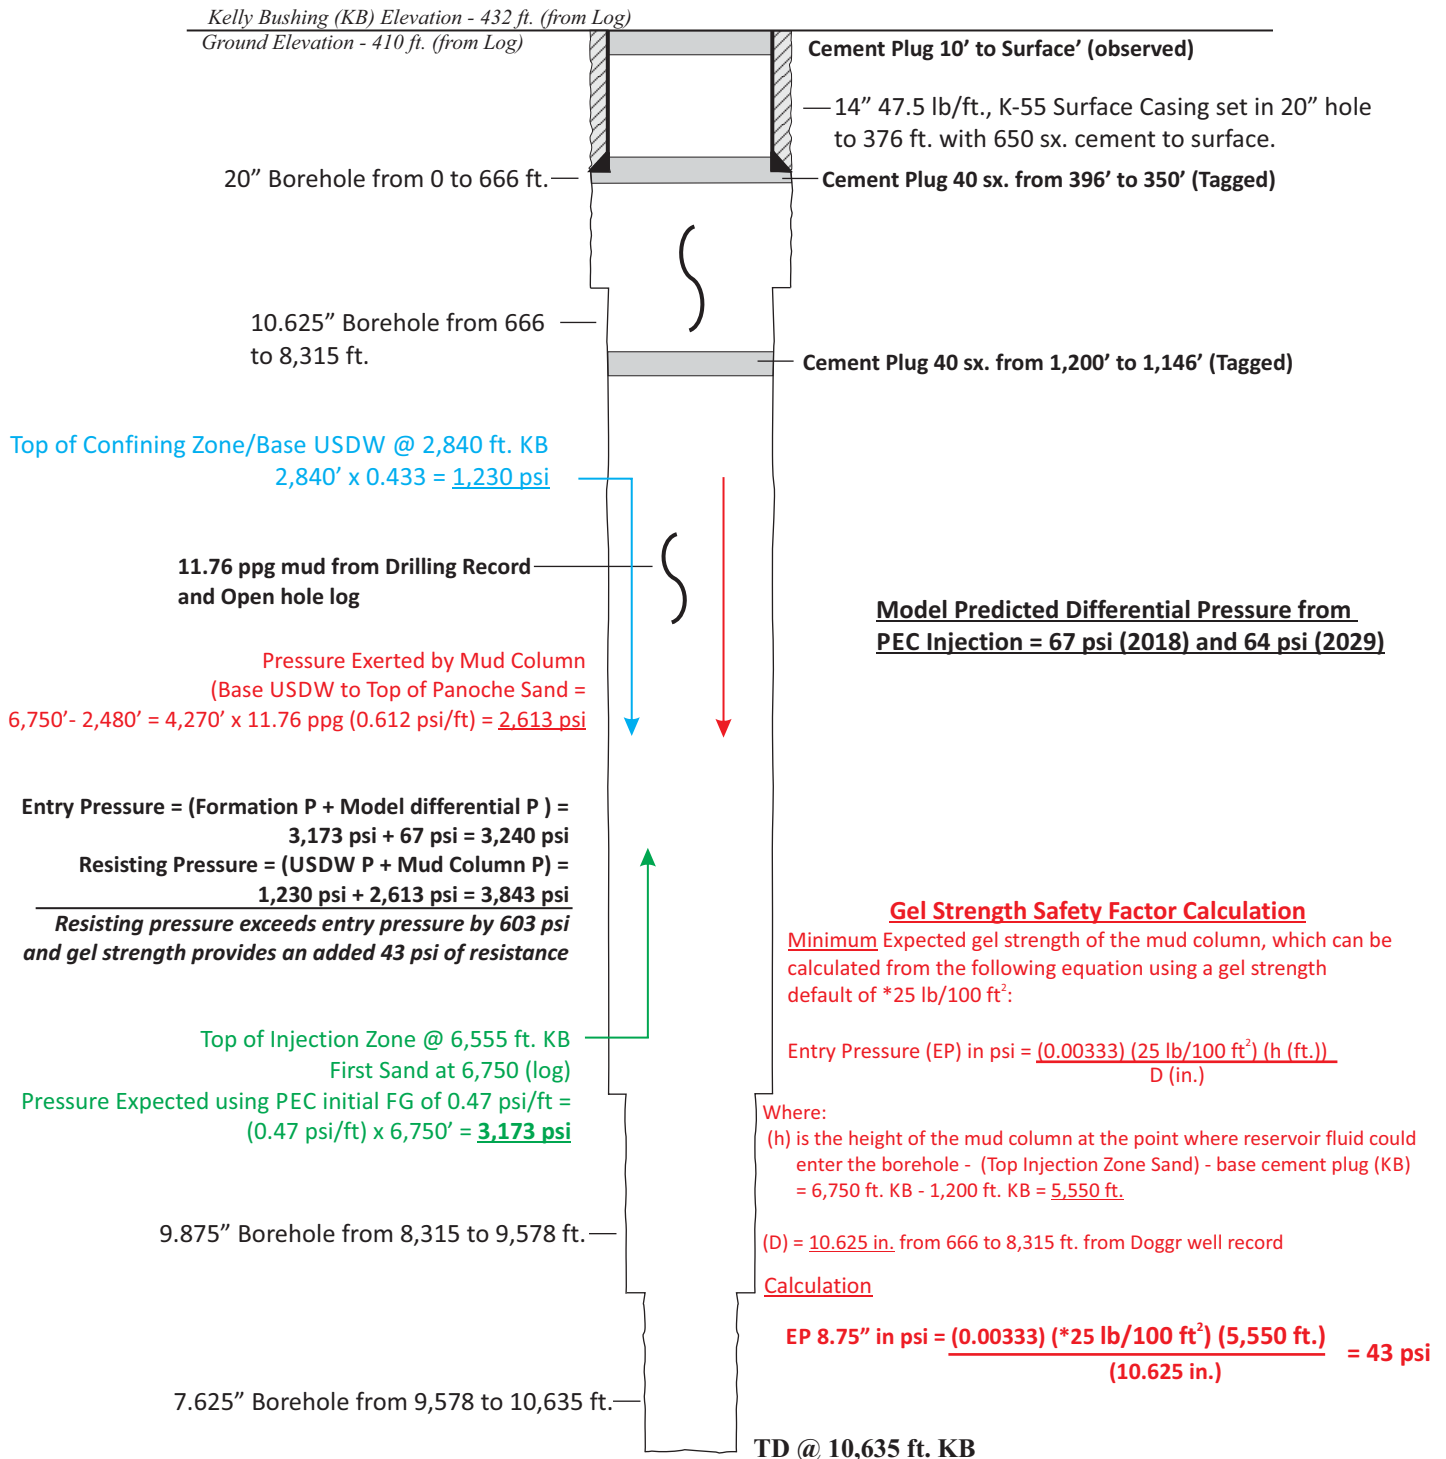 Kelly Bushing (KB) Elevation - 432 ft. (from Log)
Ground Elevation - 410 ft. (from Log)
Cement Plug 10’ to Surface’ (observed)
14” 47.5 lb/ft., K-55 Surface Casing set in 20” hole
to 376 ft. with 650 sx. cement to surface.
20” Borehole from 0 to 666 ft.
Cement Plug 40 sx. from 396’ to 350’ (Tagged)
10.625” Borehole from 666
to 8,315 ft.
Cement Plug 40 sx. from 1,200’ to 1,146’ (Tagged)
Top of Confining Zone/Base USDW @ 2,840 ft. KB
2,840’ x 0.433 = 1,230 psi
11.76 ppg mud from Drilling Record
and Open hole log
Model Predicted Differential Pressure from
PEC Injection = 67 psi (2018) and 64 psi (2029)
Pressure Exerted by Mud Column
(Base USDW to Top of Panoche Sand =
6,750’- 2,480’ = 4,270’ x 11.76 ppg (0.612 psi/ft) = 2,613 psi
Entry Pressure = (Formation P + Model differential P ) =
3,173 psi + 67 psi = 3,240 psi
Resisting Pressure = (USDW P + Mud Column P) =
1,230 psi + 2,613 psi = 3,843 psi
Resisting pressure exceeds entry pressure by 603 psi
and gel strength provides an added 43 psi of resistance
Gel Strength Safety Factor Calculation
Minimum Expected gel strength of the mud column, which can be
calculated from the following equation using a gel strength
default of *25 lb/100 ft²:
Entry Pressure (EP) in psi = (0.00333) (25 lb/100 ft²) (h (ft.))
D (in.)
Top of Injection Zone @ 6,555 ft. KB
First Sand at 6,750 (log)
Pressure Expected using PEC initial FG of 0.47 psi/ft =
(0.47 psi/ft) x 6,750’ = 3,173 psi
Where:
(h) is the height of the mud column at the point where reservoir fluid could
enter the borehole - (Top Injection Zone Sand) - base cement plug (KB)
= 6,750 ft. KB - 1,200 ft. KB = 5,550 ft.
9.875” Borehole from 8,315 to 9,578 ft.
(D) = 10.625 in. from 666 to 8,315 ft. from Doggr well record
Calculation
EP 8.75” in psi = (0.00333) (*25 lb/100 ft²) (5,550 ft.) = 43 psi
(10.625 in.)
7.625” Borehole from 9,578 to 10,635 ft.
TD @ 10,635 ft. KB